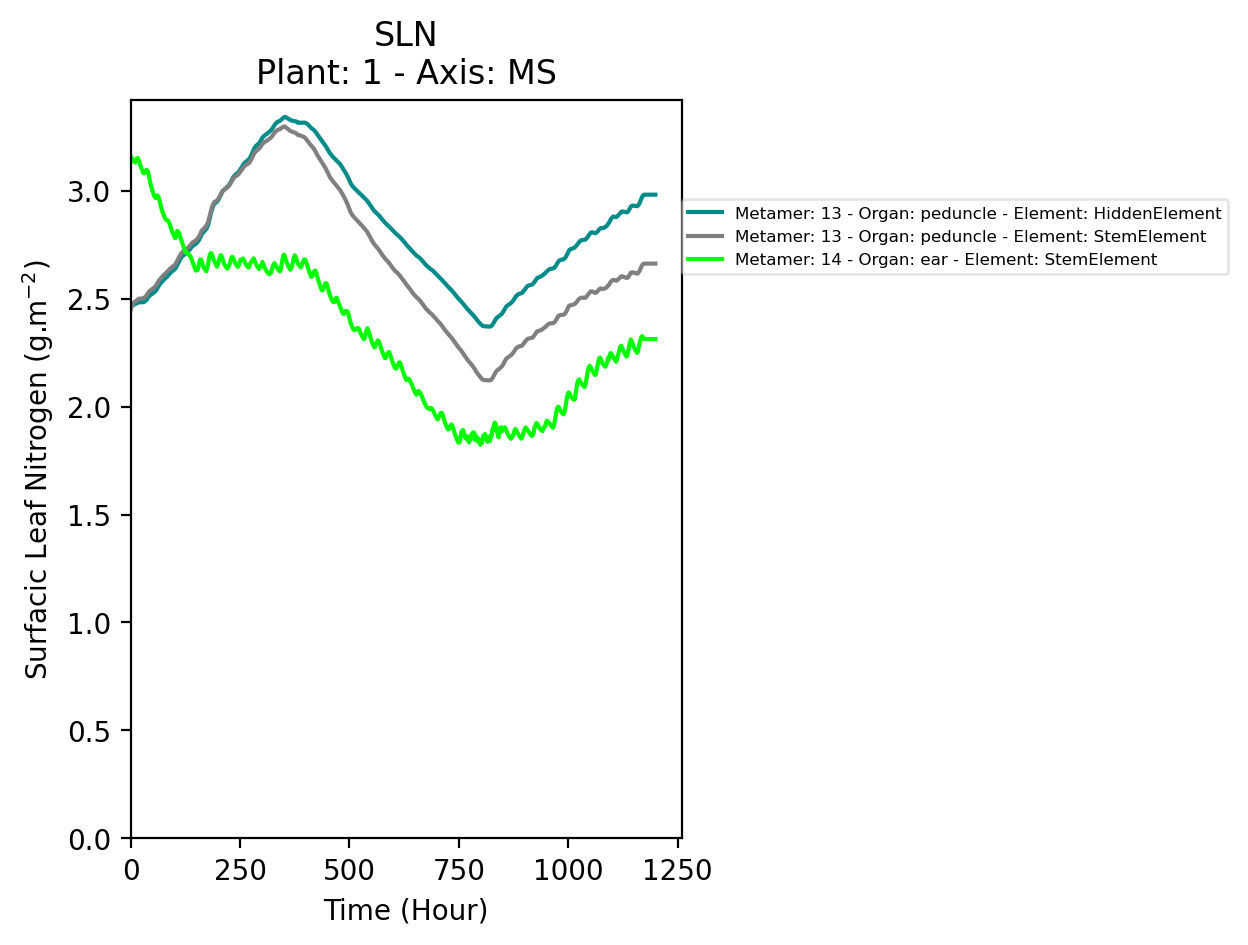 SLN
Plant: 1 - Axis: MS
Surfacic Leaf Nitrogen (g.m⁻²)
3.0
2.5
2.0
1.5
1.0
0.5
0.0
0 250 500 750 1000 1250
Time (Hour)
Metamer: 13 - Organ: peduncle - Element: HiddenElement
Metamer: 13 - Organ: peduncle - Element: StemElement
Metamer: 14 - Organ: ear - Element: StemElement